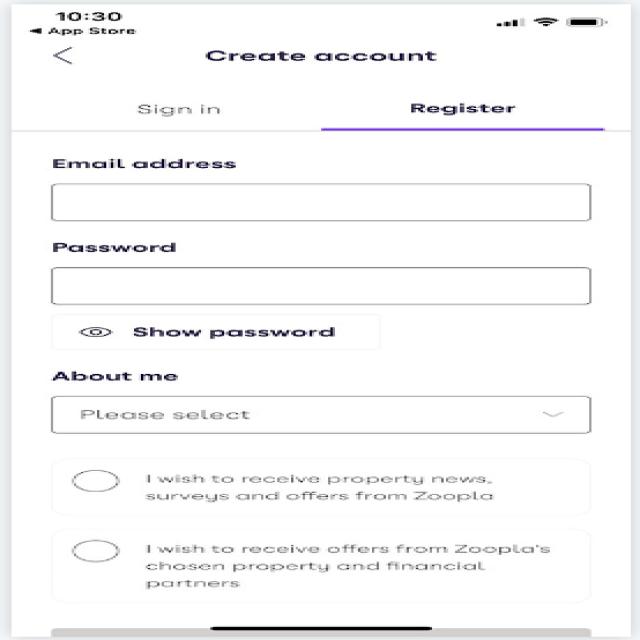 10:30
App Store
Create account
Sign in
Register
Email address
Password
Show password
About me
Please select
I wish to receive property news,
surveys and offers from Zoopla
I wish to receive offers from Zoopla's
chosen property and financial
partners